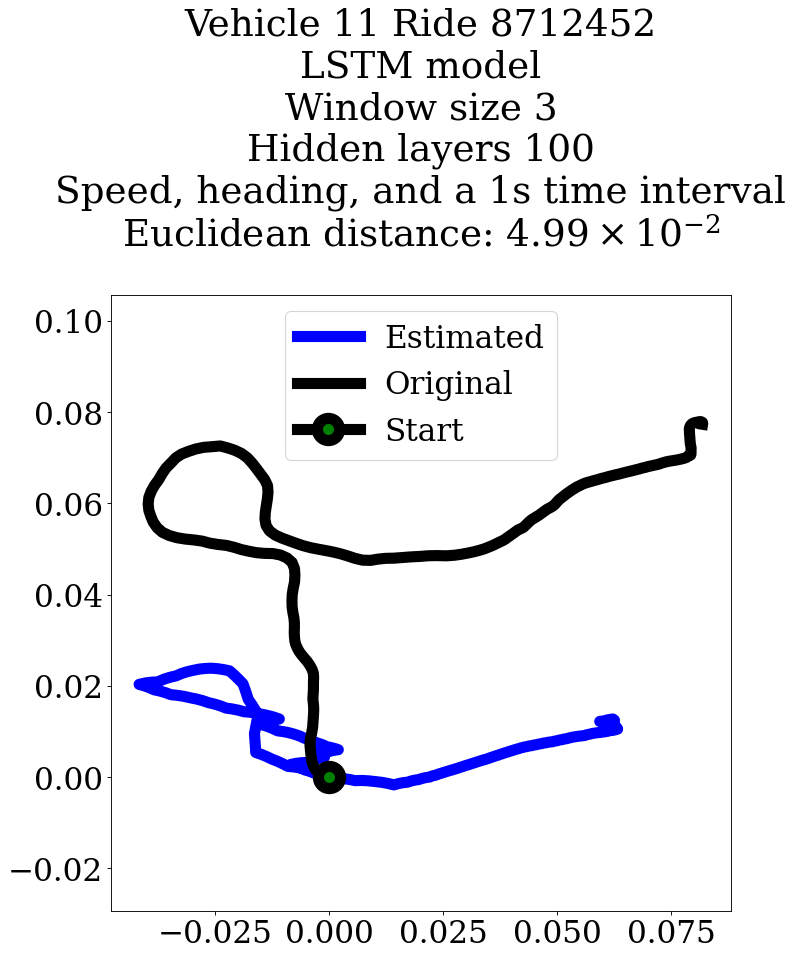 Vehicle 11 Ride 8712452
LSTM model
Window size 3
Hidden layers 100
Speed, heading, and a 1s time interval
Euclidean distance: 4.99 × 10⁻²
Estimated
Original
Start
0.10
0.08
0.06
0.04
0.02
0.00
−0.02
−0.025 0.000 0.025 0.050 0.075